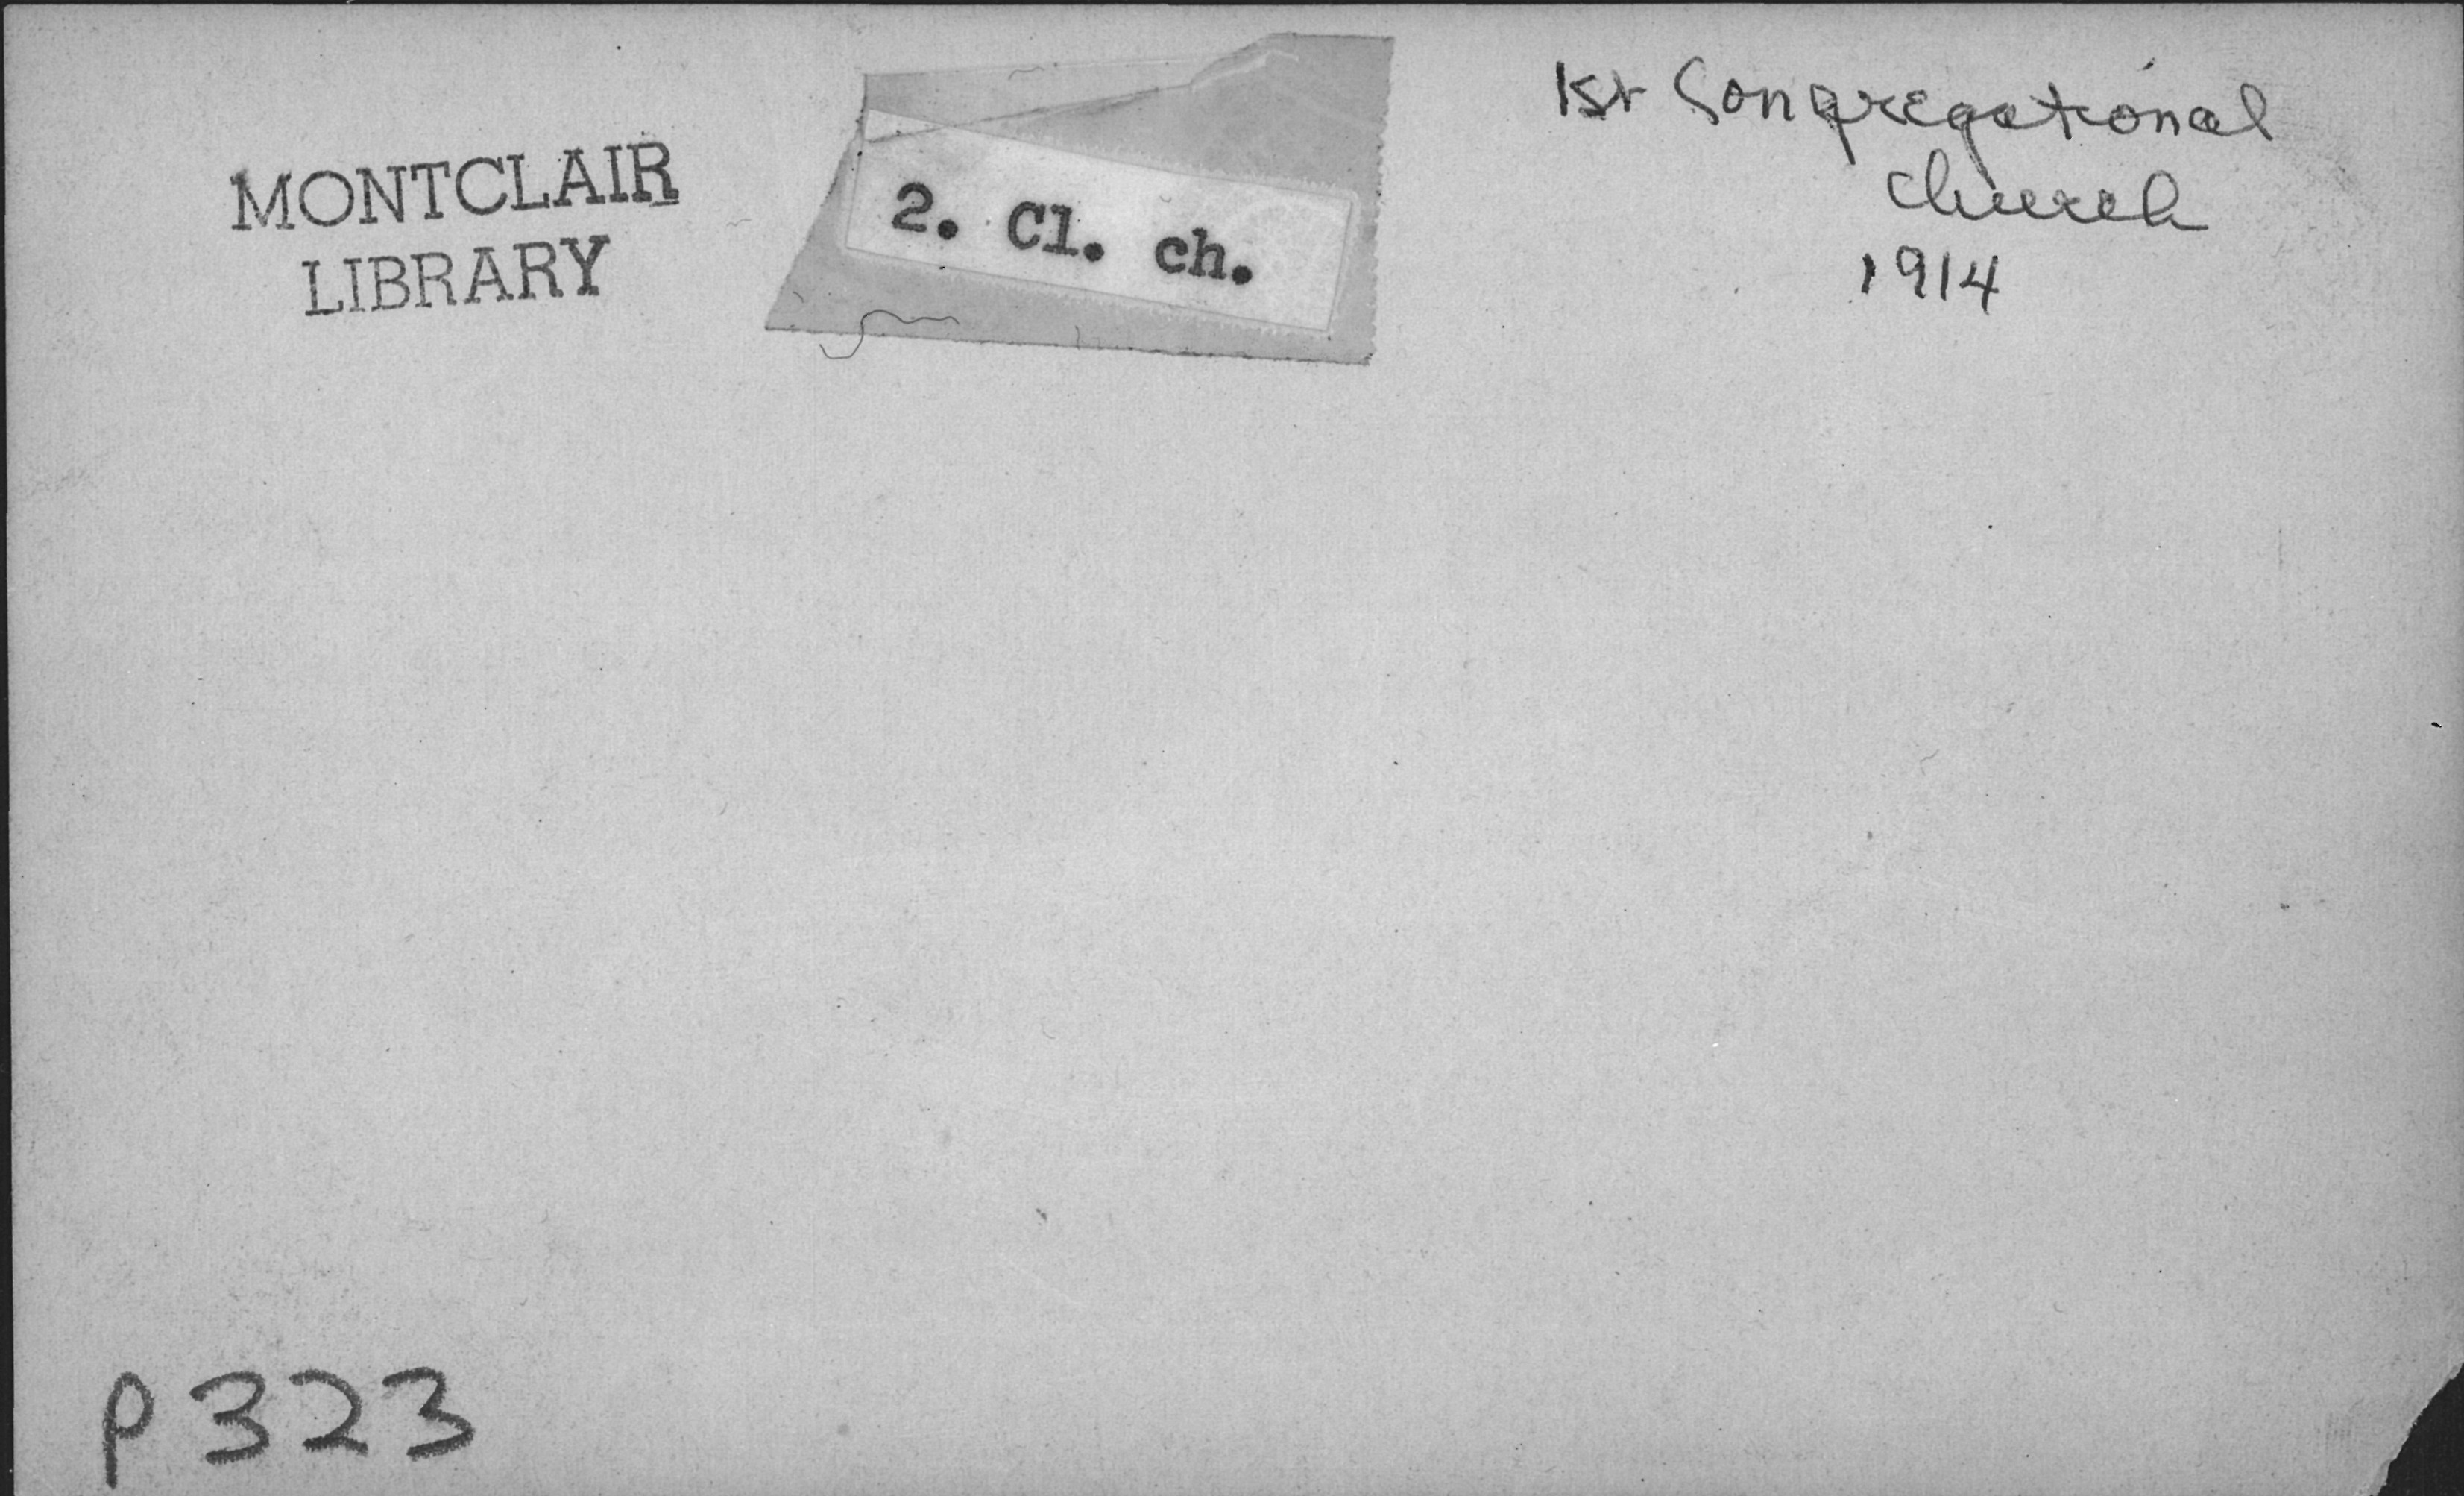 MONTCLAIR
LIBRARY
2. Cl. ch.
1st Congregational
church
1914
P323